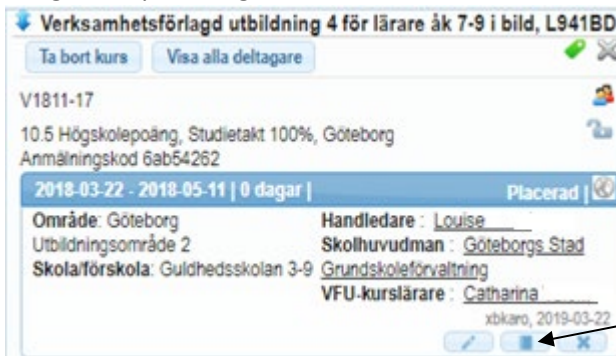 Verksamhetsförlagd utbildning 4 för lärare åk 7-9 i bild, L941BD
Ta bort kurs Visa alla deltagare
V1811-17
10.5 Högskolepoäng, Studietakt 100%, Göteborg
Anmälningskod 6ab54262
2018-03-22 - 2018-05-11 | 0 dagar | Placerad |
Område: Göteborg Handledare : Louise
Utbildningsområde 2 Skolhuvudman : Göteborgs Stad
Skola/förskola: Guldhedsskolan 3-9 Grundskoleförvaltning
VFU-kurslärare : Catharina
xbkaro, 2019-03-22